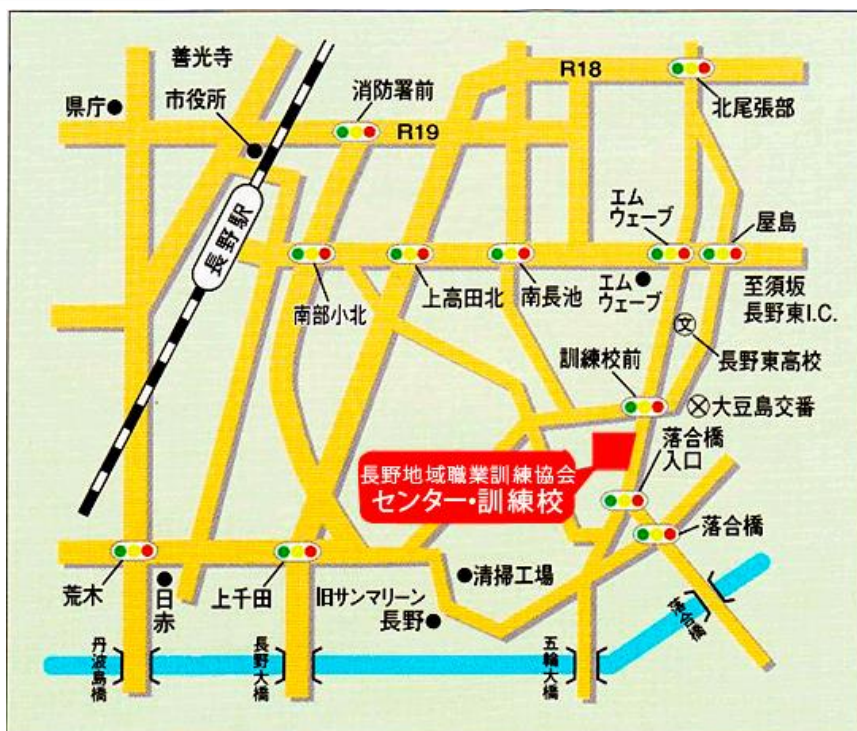 善光寺
R18
県庁
市役所
消防署前
R19
北尾張部
長野駅
エム
ウェーブ
屋島
南部小北
上高田北
南長池
エム
ウェーブ
至須坂
長野東I.C.
文
長野東高校
訓練校前
大豆島交番
落合橋
入口
長野地域職業訓練協会
センター・訓練校
落合橋
荒木
日赤
上千田
旧サンマリーン
長野
清掃工場
丹波島橋
長野大橋
五輪大橋
落合橋